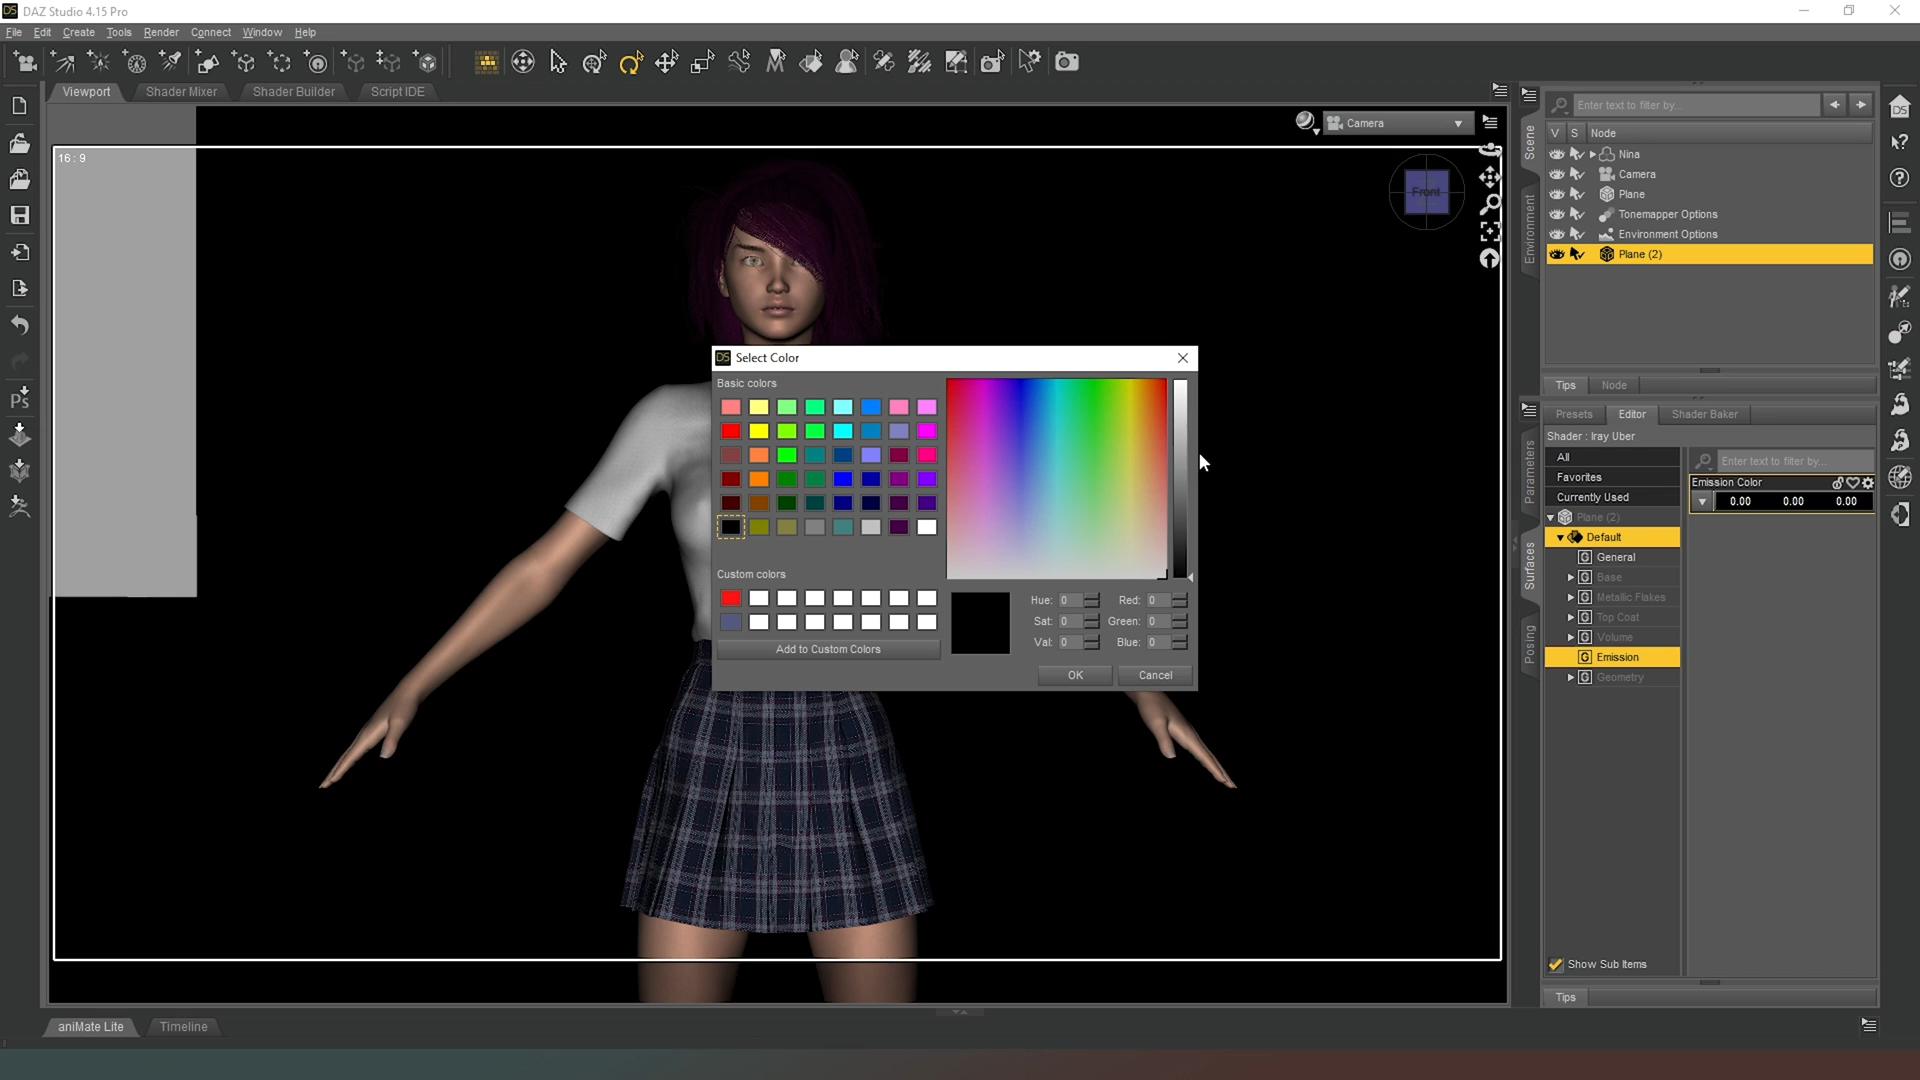 DAZ Studio 4.15 Pro
File Edit Create Tools Render Connect Window Help
Viewport Shader Mixer Shader Builder Script IDE
Camera
16 : 9
Front
Scene
Environment
Enter text to filter by...
V S Node
Nina
Camera
Plane
Tonemapper Options
Environment Options
Plane (2)
Tips Node
Presets Editor Shader Baker
Shader : Iray Uber
Parameters
Surfaces
Posing
All
Favorites
Currently Used
Plane (2)
Default
General
Base
Metallic Flakes
Top Coat
Volume
Emission
Geometry
Show Sub Items
Enter text to filter by...
Emission Color
0.00 0.00 0.00
Tips
Select Color
Basic colors
Custom colors
Add to Custom Colors
Hue: 0 Red: 0
Sat: 0 Green: 0
Val: 0 Blue: 0
OK Cancel
aniMate Lite Timeline